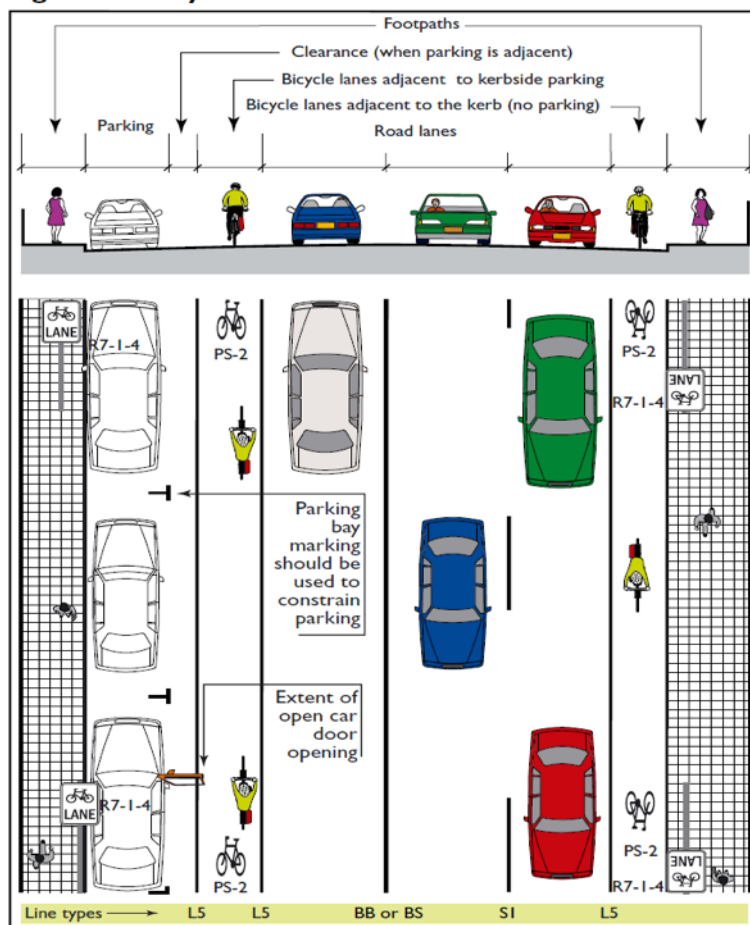 Footpaths
Clearance (when parking is adjacent)
Bicycle lanes adjacent to kerbside parking
Bicycle lanes adjacent to the kerb (no parking)
Parking
Road lanes
LANE
R7-1-4
PS-2
PS-2
LANE
R7-1-4
Parking
bay
marking
should be
used to
constrain
parking
Extent of
open car
door
opening
LANE
R7-1-4
PS-2
PS-2
LANE
R7-1-4
Line types
L5
L5
BB or BS
S1
L5